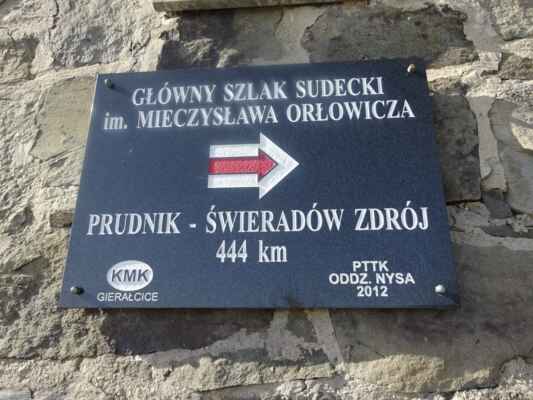 GŁÓWNY SZLAK SUDECKI
im. MIECZYSŁAWA ORŁOWICZA
PRUDNIK - ŚWIERADÓW ZDRÓJ
444 km
KMK
GIERAŁCICE
PTTK
ODDZ. NYSA
2012